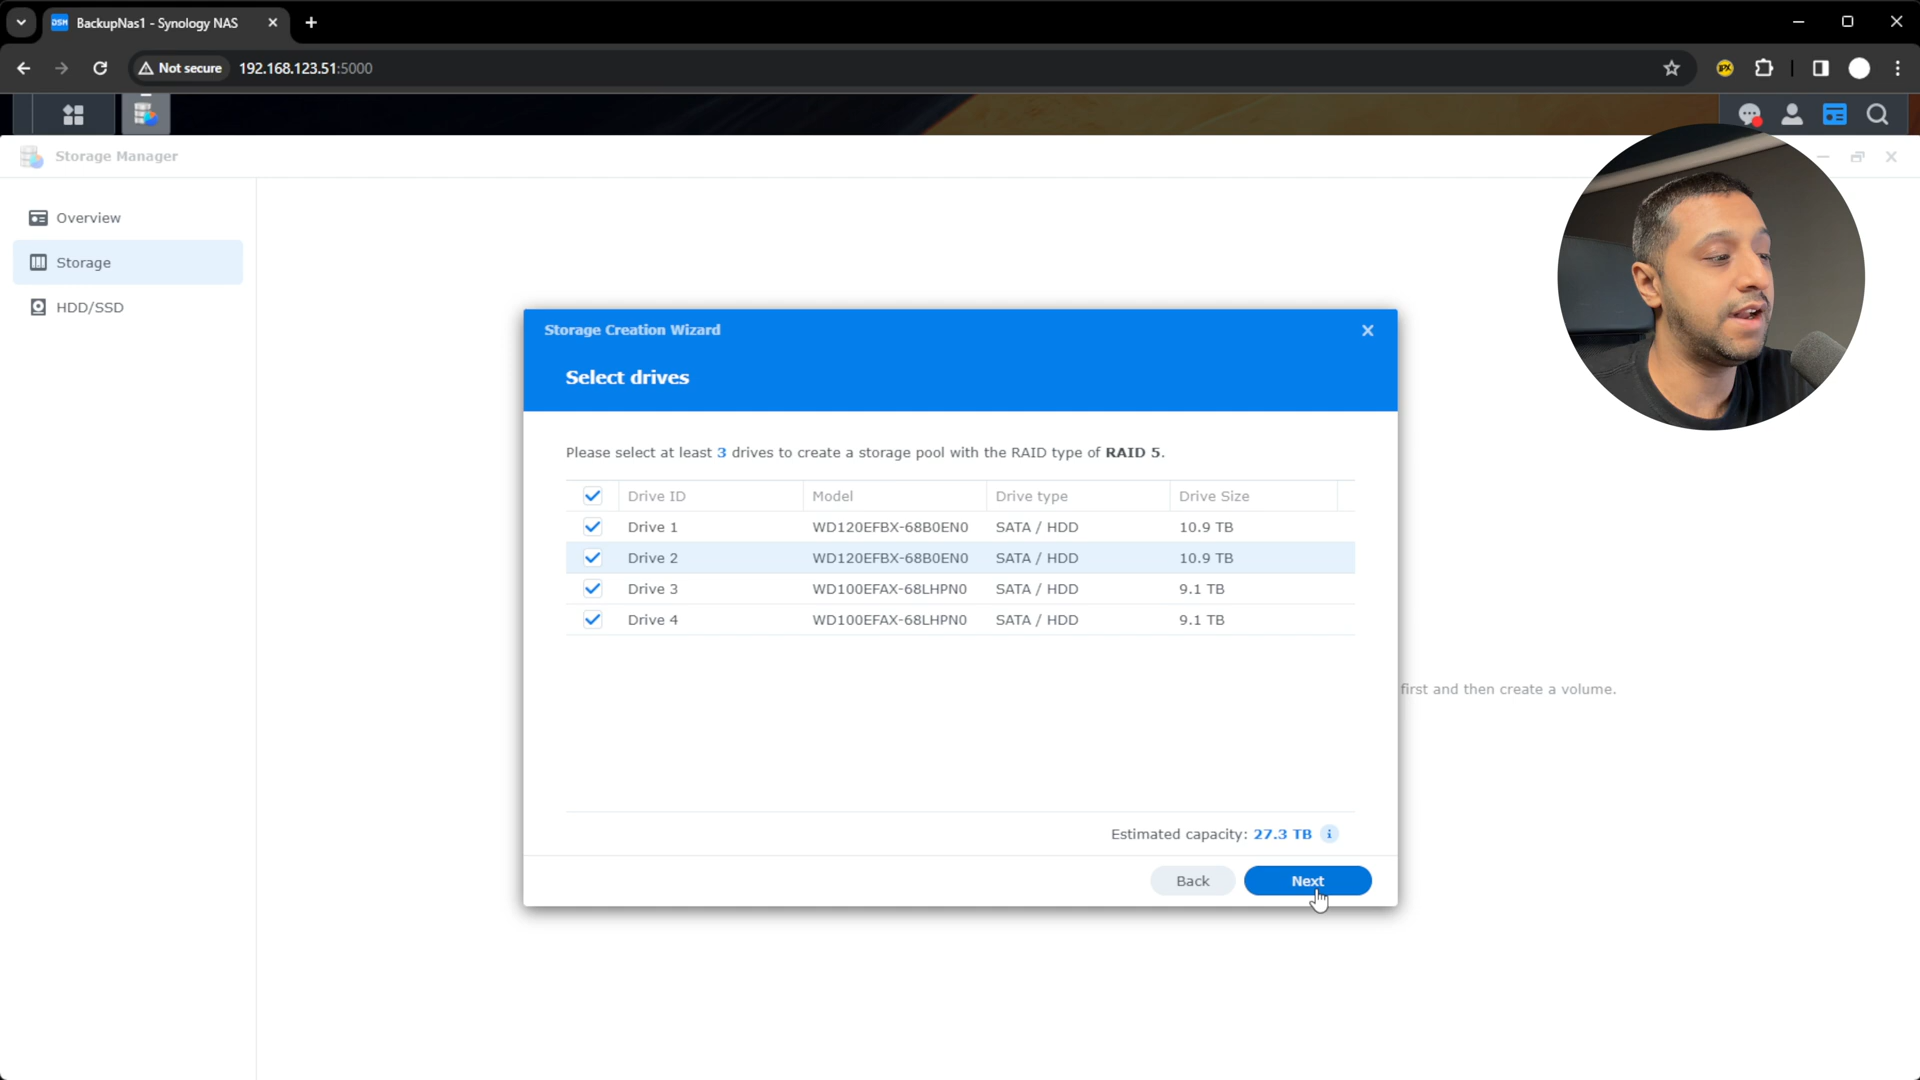 DSM BackupNas1 - Synology NAS
Not secure 192.168.123.51:5000
IPX
Storage Manager
Overview
Storage
HDD/SSD
Storage Creation Wizard
Select drives
Please select at least 3 drives to create a storage pool with the RAID type of RAID 5.
Drive ID Model Drive type Drive Size
Drive 1 WD120EFBX-68B0EN0 SATA / HDD 10.9 TB
Drive 2 WD120EFBX-68B0EN0 SATA / HDD 10.9 TB
Drive 3 WD100EFAX-68LHPN0 SATA / HDD 9.1 TB
Drive 4 WD100EFAX-68LHPN0 SATA / HDD 9.1 TB
first and then create a volume.
Estimated capacity: 27.3 TB i
Back Next